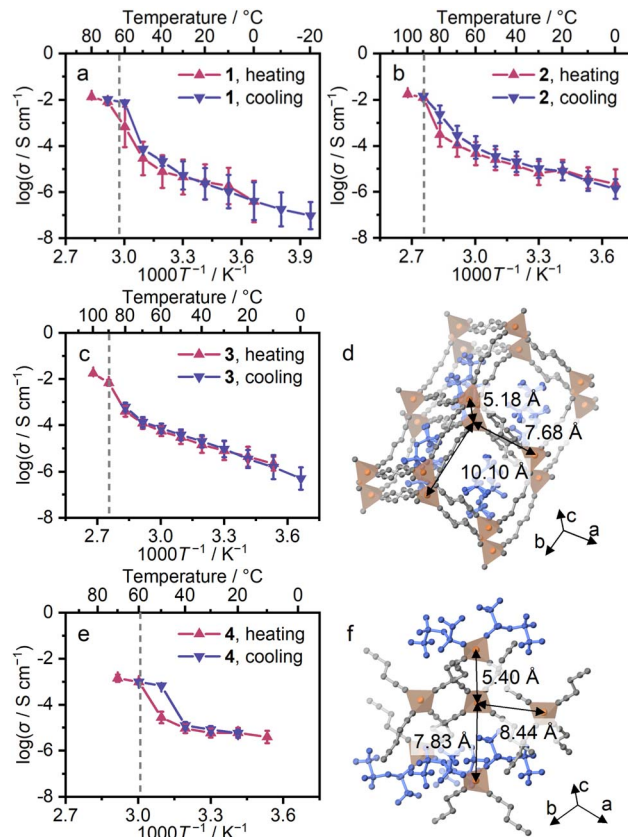 Temperature / °C
80 60 40 20 0 -20
a
1, heating
1, cooling
log(σ / S cm⁻¹)
0
-2
-4
-6
-8
2.7 3.0 3.3 3.6 3.9
1000T⁻¹ / K⁻¹
Temperature / °C
100 80 60 40 20 0
b
2, heating
2, cooling
log(σ / S cm⁻¹)
0
-2
-4
-6
-8
2.7 3.0 3.3 3.6
1000T⁻¹ / K⁻¹
Temperature / °C
100 80 60 40 20 0
c
3, heating
3, cooling
log(σ / S cm⁻¹)
0
-2
-4
-6
-8
2.7 3.0 3.3 3.6
1000T⁻¹ / K⁻¹
d
5.18 Å
7.68 Å
10.10 Å
c
a
b
Temperature / °C
80 60 40 20 0
e
4, heating
4, cooling
log(σ / S cm⁻¹)
0
-2
-4
-6
-8
2.7 3.0 3.3 3.6
1000T⁻¹ / K⁻¹
f
5.40 Å
8.44 Å
7.83 Å
c
b
a